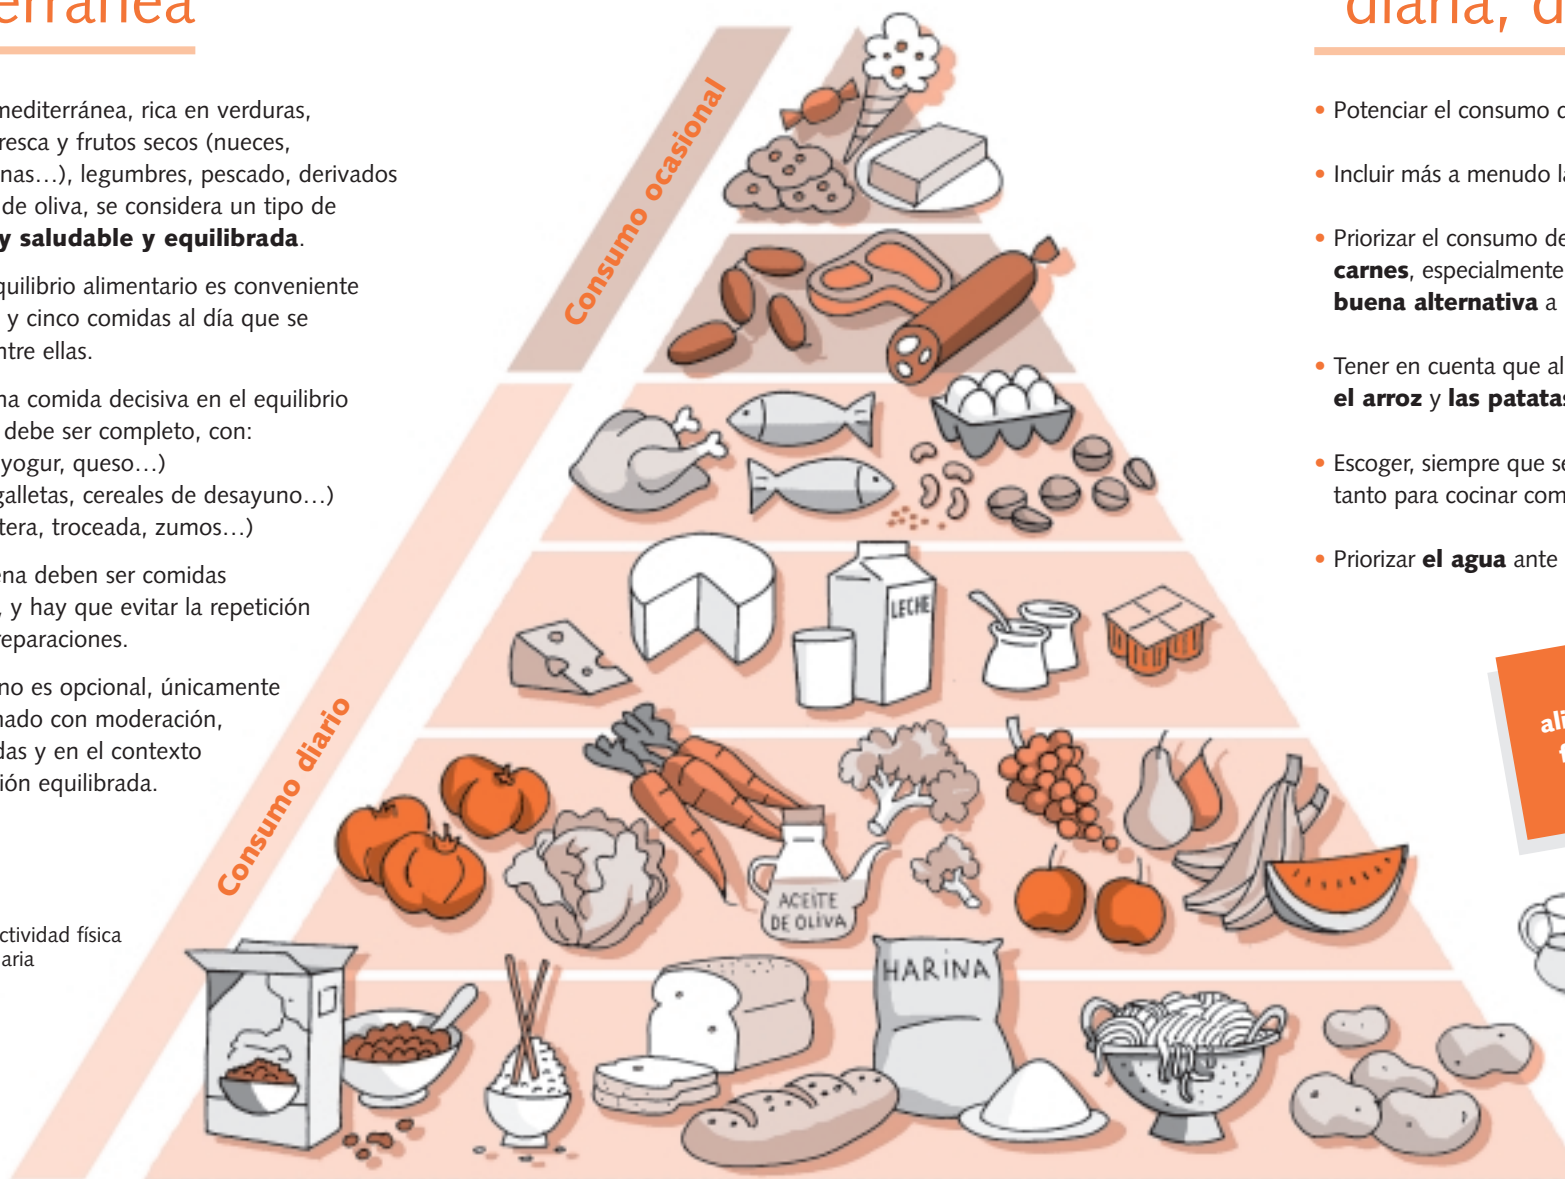 erránea
mediterránea, rica en verduras,
resca y frutos secos (nueces,
nas…), legumbres, pescado, derivados
de oliva, se considera un tipo de
y saludable y equilibrada.
quilibrio alimentario es conveniente
y cinco comidas al día que se
ntre ellas.
na comida decisiva en el equilibrio
debe ser completo, con:
yogur, queso…)
galletas, cereales de desayuno…)
tera, troceada, zumos…)
ena deben ser comidas
, y hay que evitar la repetición
reparaciones.
no es opcional, únicamente
nado con moderación,
das y en el contexto
ión equilibrada.
ctividad física
aria
Consumo ocasional
Consumo diario
LECHE
ACEITE
DE OLIVA
HARINA
diaria, d
• Potenciar el consumo d
• Incluir más a menudo la
• Priorizar el consumo de
carnes, especialmente
buena alternativa a
• Tener en cuenta que al
el arroz y las patatas
• Escoger, siempre que se
tanto para cocinar com
• Priorizar el agua ante
ali